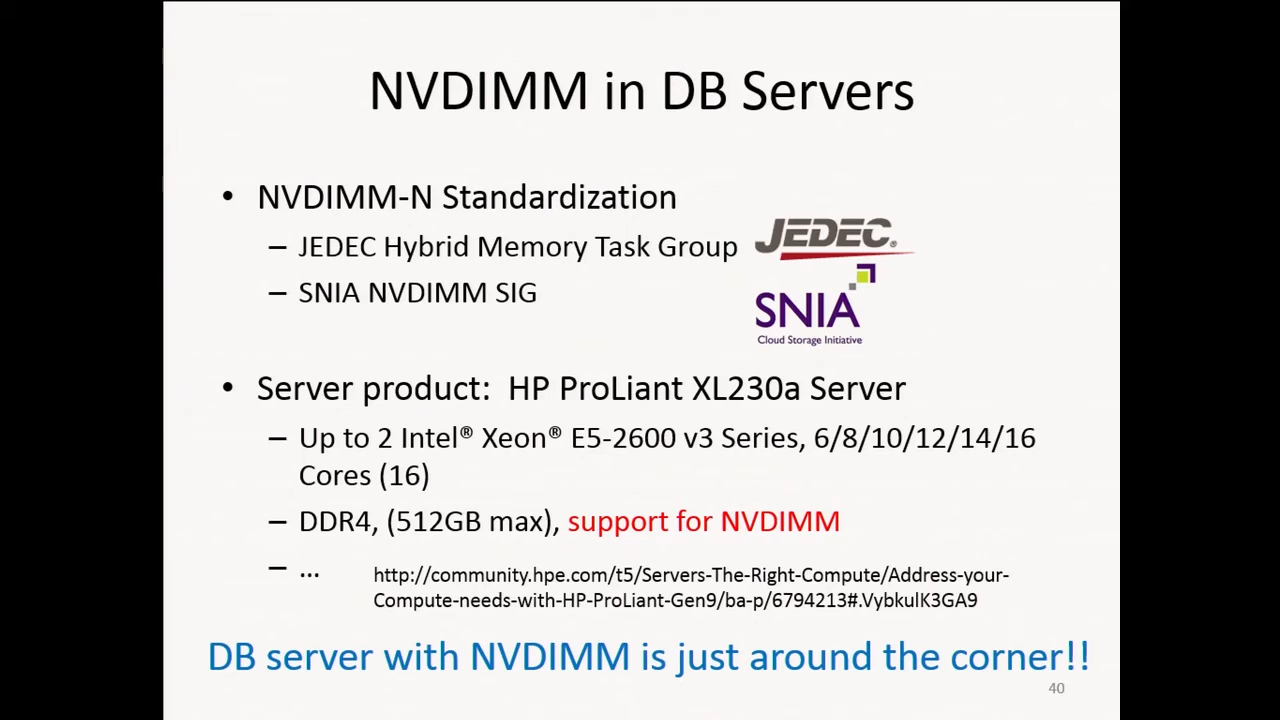 NVDIMM in DB Servers
• NVDIMM-N Standardization
– JEDEC Hybrid Memory Task Group
JEDEC®
– SNIA NVDIMM SIG
SNIA
Cloud Storage Initiative
• Server product: HP ProLiant XL230a Server
– Up to 2 Intel® Xeon® E5-2600 v3 Series, 6/8/10/12/14/16
Cores (16)
– DDR4, (512GB max), support for NVDIMM
– ...
http://community.hpe.com/t5/Servers-The-Right-Compute/Address-your-
Compute-needs-with-HP-ProLiant-Gen9/ba-p/6794213#.VybkulK3GA9
DB server with NVDIMM is just around the corner!!
40